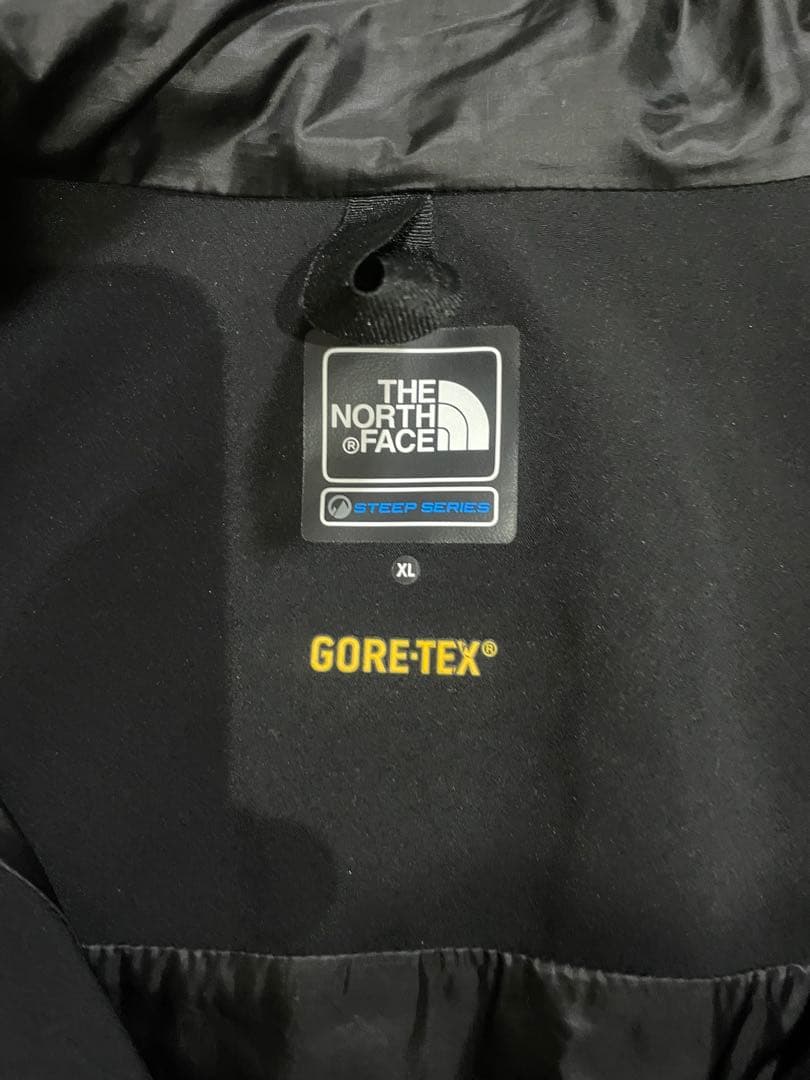 THE
NORTH
®FACE
STEEP SERIES
XL
GORE-TEX®